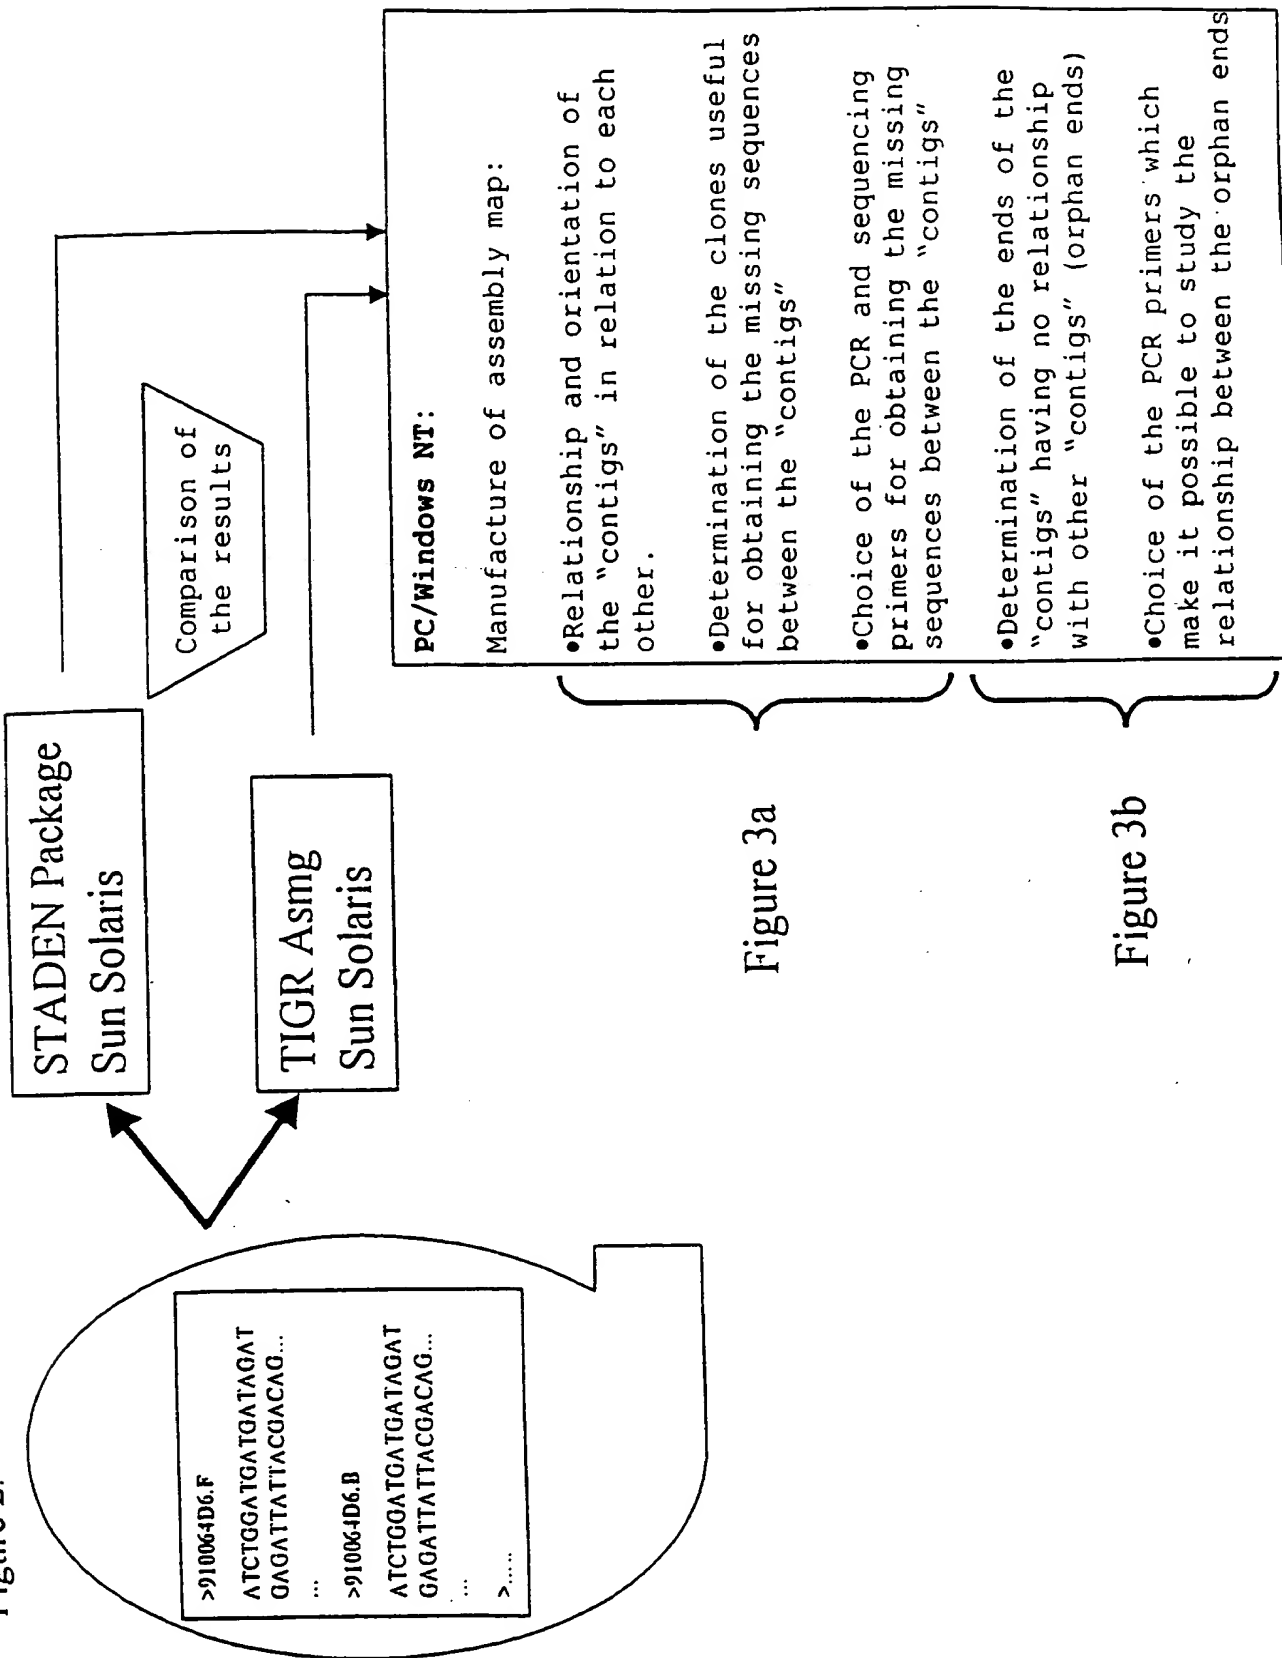 Figure 2.
>910064D6.F
ATCTGGATGATGATAGAT
GAGATTATTACGACAG...
...
>910064D6.B
ATCTGGATGATGATAGAT
GAGATTATTACGACAG...
...
>.....
STADEN Package
Sun Solaris
TIGR Asmg
Sun Solaris
Comparison of
the results
PC/Windows NT:
Manufacture of assembly map:
•Relationship and orientation of
the "contigs" in relation to each
other.
•Determination of the clones useful
for obtaining the missing sequences
between the "contigs"
•Choice of the PCR and sequencing
primers for obtaining the missing
sequences between the "contigs"
•Determination of the ends of the
"contigs" having no relationship
with other "contigs" (orphan ends)
•Choice of the PCR primers which
make it possible to study the
relationship between the orphan ends
Figure 3a
Figure 3b